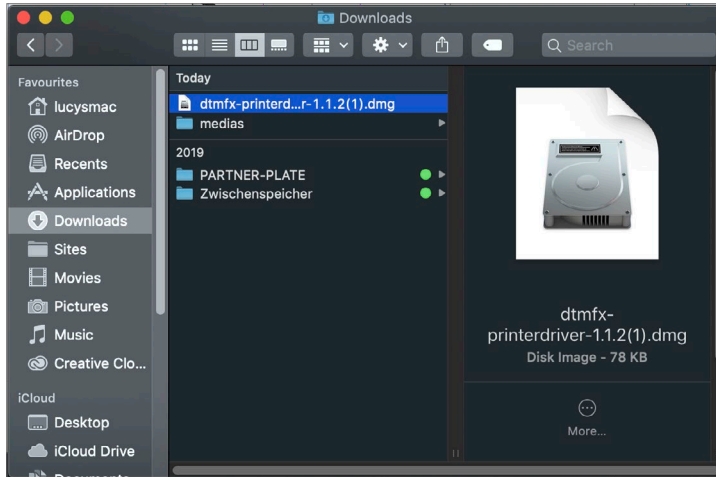 Downloads
Search
Favourites
lucysmac
AirDrop
Recents
Applications
Downloads
Sites
Movies
Pictures
Music
Creative Clo...
iCloud
Desktop
iCloud Drive
Documents
Today
dtmfx-printerd...r-1.1.2(1).dmg
medias
2019
PARTNER-PLATE
Zwischenspeicher
dtmfx-
printerdriver-1.1.2(1).dmg
Disk Image - 78 KB
More...